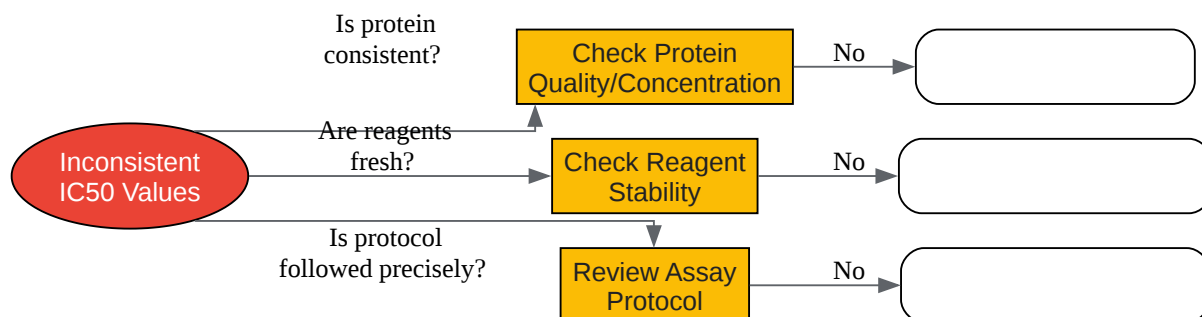 Is protein
consistent?
Check Protein
Quality/Concentration
No
Are reagents
fresh?
Inconsistent
IC50 Values
Check Reagent
Stability
No
Is protocol
followed precisely?
Review Assay
Protocol
No